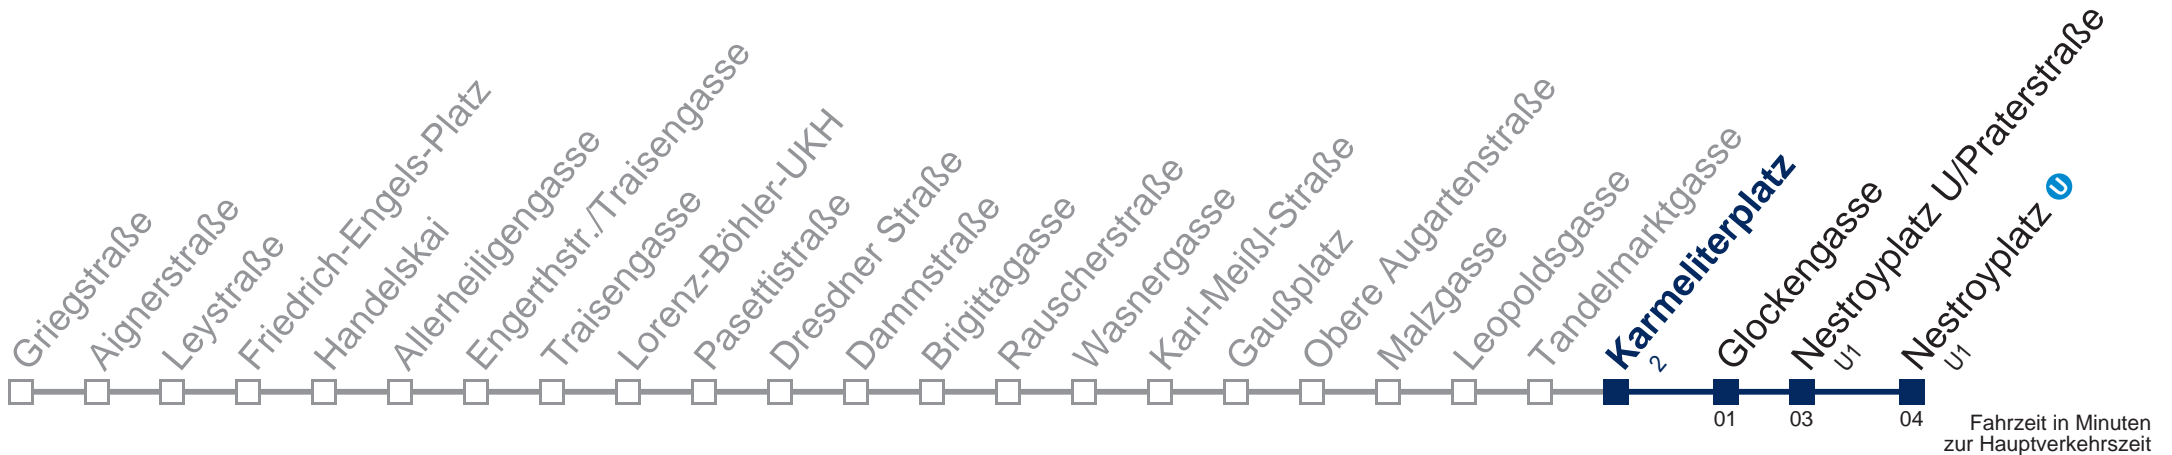 Griegstraße
Aignerstraße
Leystraße
Friedrich-Engels-Platz
Handelskai
Allerheiligengasse
Engerthstr./Traisengasse
Traisengasse
Lorenz-Böhler-UKH
Pasettistraße
Dresdner Straße
Dammstraße
Brigittagasse
Rauscherstraße
Wasnergasse
Karl-Meißl-Straße
Gaußplatz
Obere Augartenstraße
Malzgasse
Leopoldsgasse
Tandelmarktgasse
Karmeliterplatz
2
Glockengasse
Nestroyplatz U/Praterstraße
U1
Nestroyplatz U
U1
01
03
04
Fahrzeit in Minuten
zur Hauptverkehrszeit